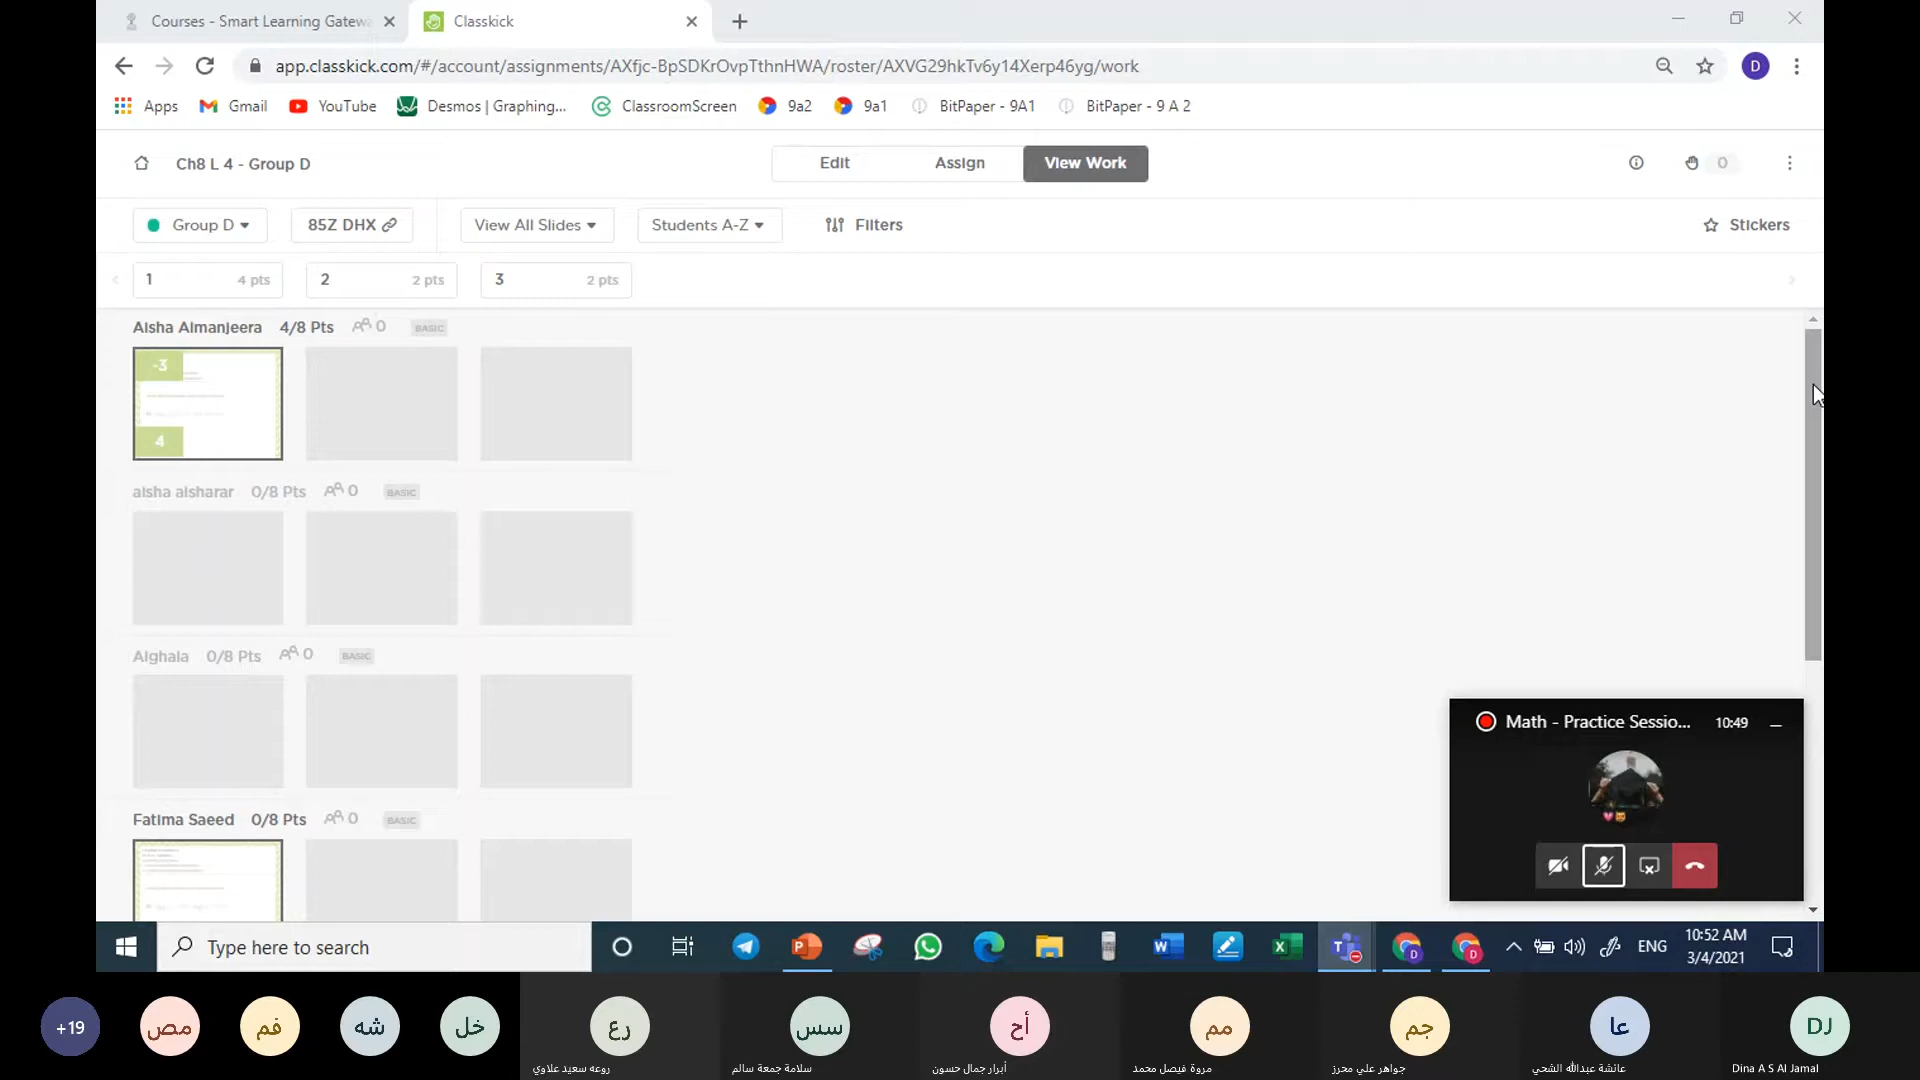 Courses - Smart Learning Gatewa
Classkick
app.classkick.com/#/account/assignments/AXfjc-BpSDKrOvpTthnHWA/roster/AXVG29hkTv6y14Xerp46yg/work
D
Apps
Gmail
YouTube
Desmos | Graphing...
ClassroomScreen
9a2
9a1
BitPaper - 9A1
BitPaper - 9 A 2
Ch8 L 4 - Group D
Edit
Assign
View Work
0
Group D
85Z DHX
View All Slides
Students A-Z
Filters
Stickers
1 4 pts
2 2 pts
3 2 pts
Aisha Almanjeera 4/8 Pts 0 BASIC
-3
4
aisha alsharar 0/8 Pts 0 BASIC
Alghala 0/8 Pts 0 BASIC
Fatima Saeed 0/8 Pts 0 BASIC
Math - Practice Sessio... 10:49
Type here to search
ENG
10:52 AM
3/4/2021
+19
مص
فم
شه
خل
رع
روعه سعيد علاوي
سس
سلامة جمعة سالم
أح
أبرار جمال حسون
مم
مروة فيصل محمد
جم
جواهر علي محرز
عا
عائشة عبدالله الشحي
DJ
Dina A S Al Jamal